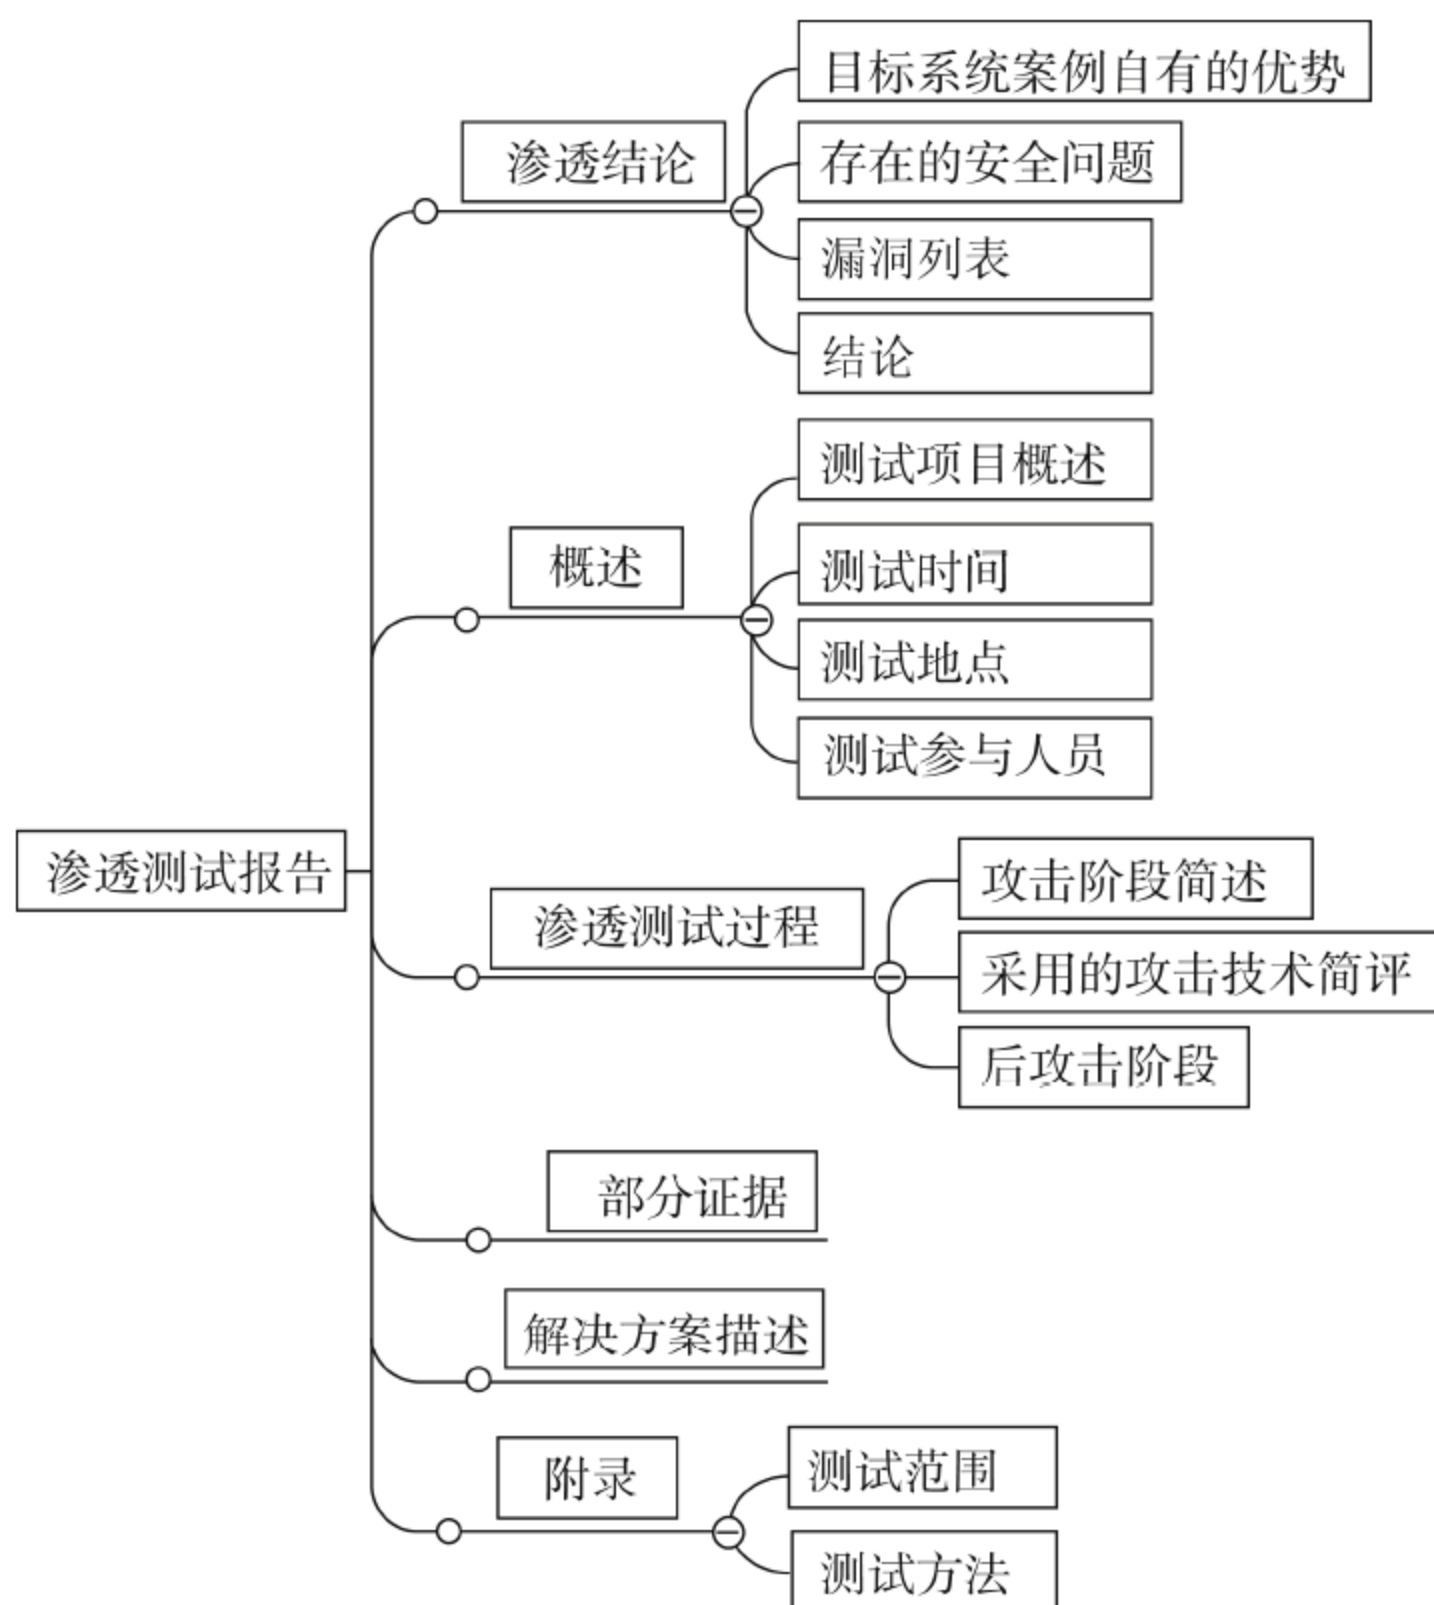 渗透测试报告
渗透结论
目标系统案例自有的优势
存在的安全问题
漏洞列表
结论
概述
测试项目概述
测试时间
测试地点
测试参与人员
渗透测试过程
攻击阶段简述
采用的攻击技术简评
后攻击阶段
部分证据
解决方案描述
附录
测试范围
测试方法